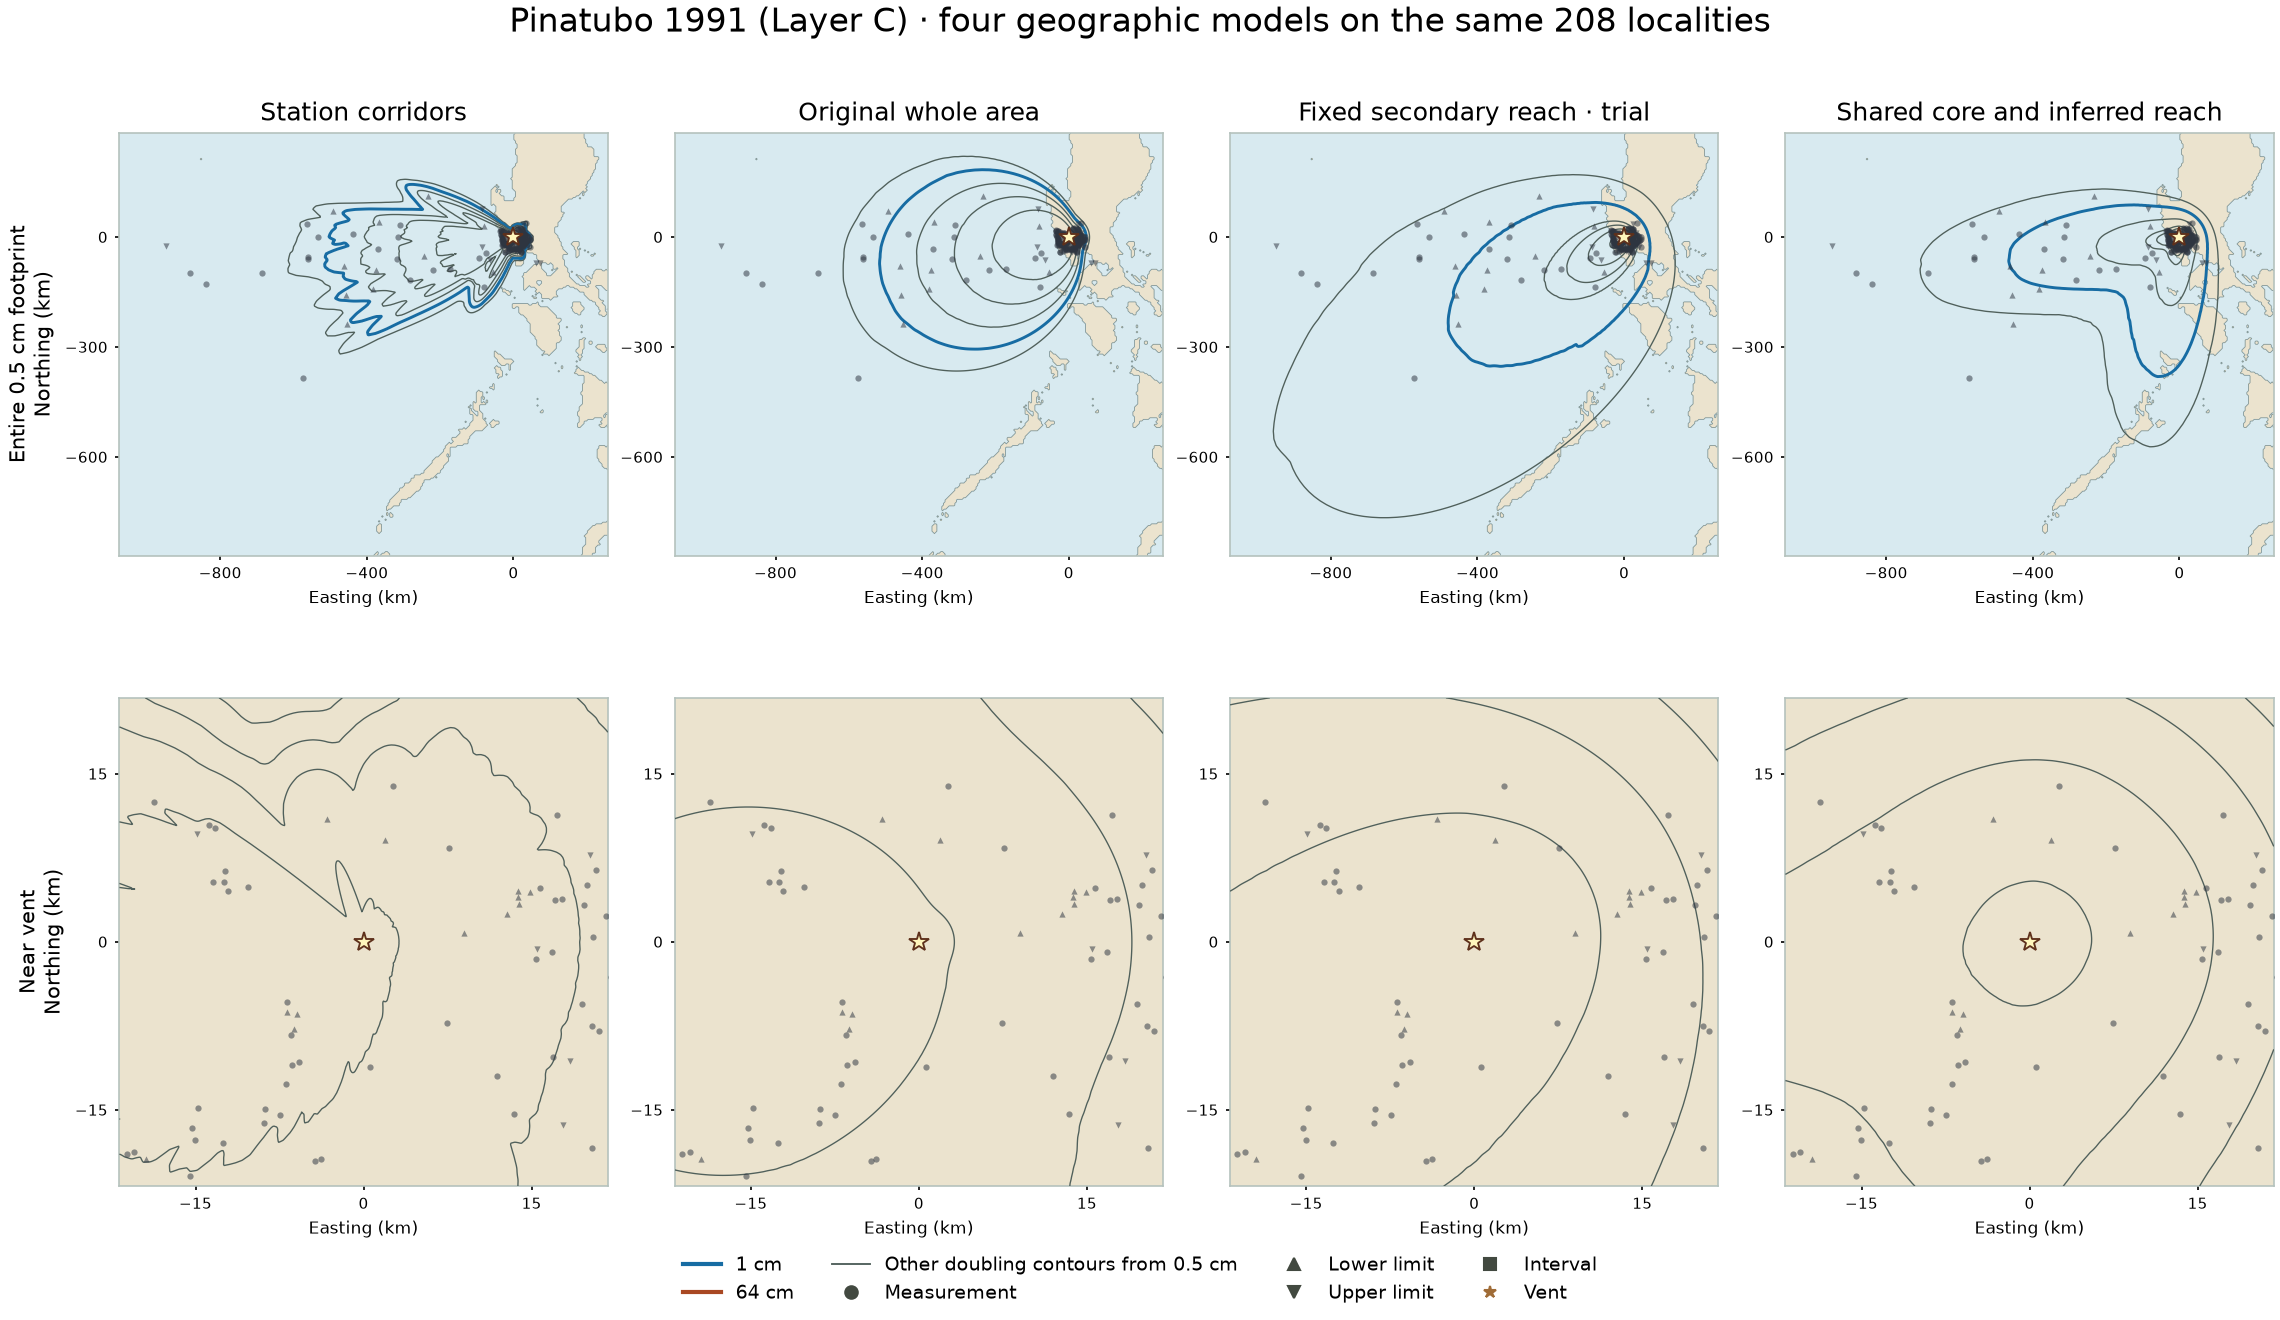 Pinatubo 1991 (Layer C) · four geographic models on the same 208 localities
Station corridors
Original whole area
Fixed secondary reach · trial
Shared core and inferred reach
Entire 0.5 cm footprint
Northing (km)
0
−300
−600
−800
−400
0
Easting (km)
0
−300
−600
−800
−400
0
Easting (km)
0
−300
−600
−800
−400
0
Easting (km)
0
−300
−600
−800
−400
0
Easting (km)
Near vent
Northing (km)
15
0
−15
−15
0
15
Easting (km)
15
0
−15
−15
0
15
Easting (km)
15
0
−15
−15
0
15
Easting (km)
15
0
−15
−15
0
15
Easting (km)
1 cm
64 cm
Other doubling contours from 0.5 cm
Measurement
Lower limit
Upper limit
Interval
Vent